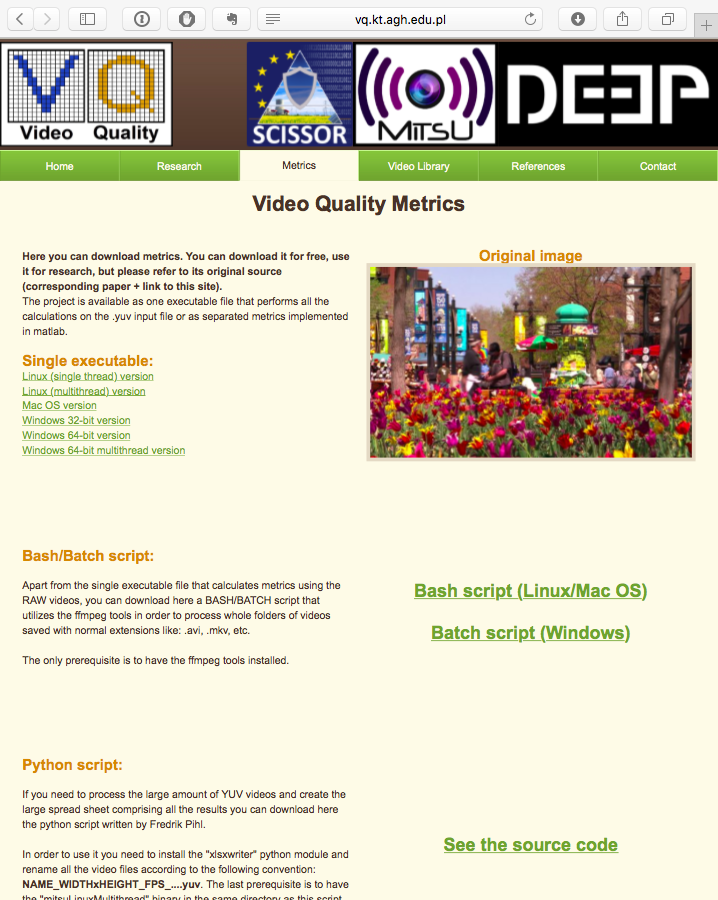 vq.kt.agh.edu.pl
VQ
Video Quality
SCISSOR
MITSU
DEEP
Home
Research
Metrics
Video Library
References
Contact
Video Quality Metrics
Here you can download metrics. You can download it for free, use
it for research, but please refer to its original source
(corresponding paper + link to this site).
The project is available as one executable file that performs all the
calculations on the .yuv input file or as separated metrics implemented
in matlab.
Original image
Single executable:
Linux (single thread) version
Linux (multithread) version
Mac OS version
Windows 32-bit version
Windows 64-bit version
Windows 64-bit multithread version
Bash/Batch script:
Apart from the single executable file that calculates metrics using the
RAW videos, you can download here a BASH/BATCH script that
utilizes the ffmpeg tools in order to process whole folders of videos
saved with normal extensions like: .avi, .mkv, etc.
The only prerequisite is to have the ffmpeg tools installed.
Bash script (Linux/Mac OS)
Batch script (Windows)
Python script:
If you need to process the large amount of YUV videos and create the
large spread sheet comprising all the results you can download here
the python script written by Fredrik Pihl.
In order to use it you need to install the "xlsxwriter" python module and
rename all the video files according to the following convention:
NAME_WIDTHxHEIGHT_FPS_....yuv. The last prerequisite is to have
the "mitsuLinuxMultithread" binary in the same directory as this script.
See the source code